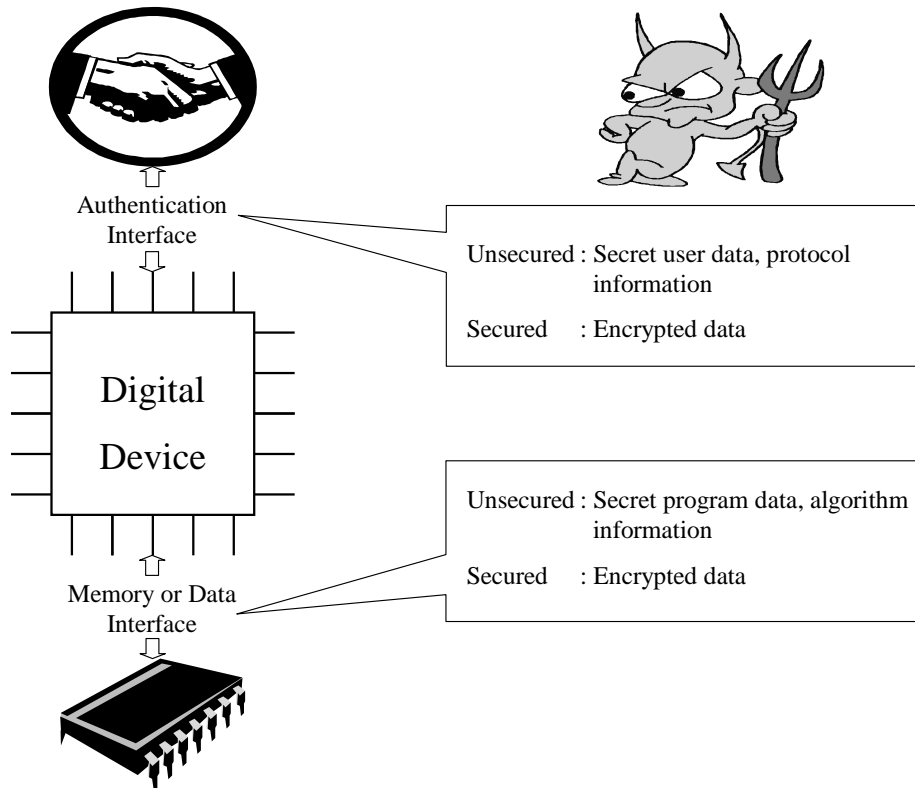 Authentication
Interface
Unsecured : Secret user data, protocol
information
Secured : Encrypted data
Digital
Device
Unsecured : Secret program data, algorithm
information
Secured : Encrypted data
Memory or Data
Interface